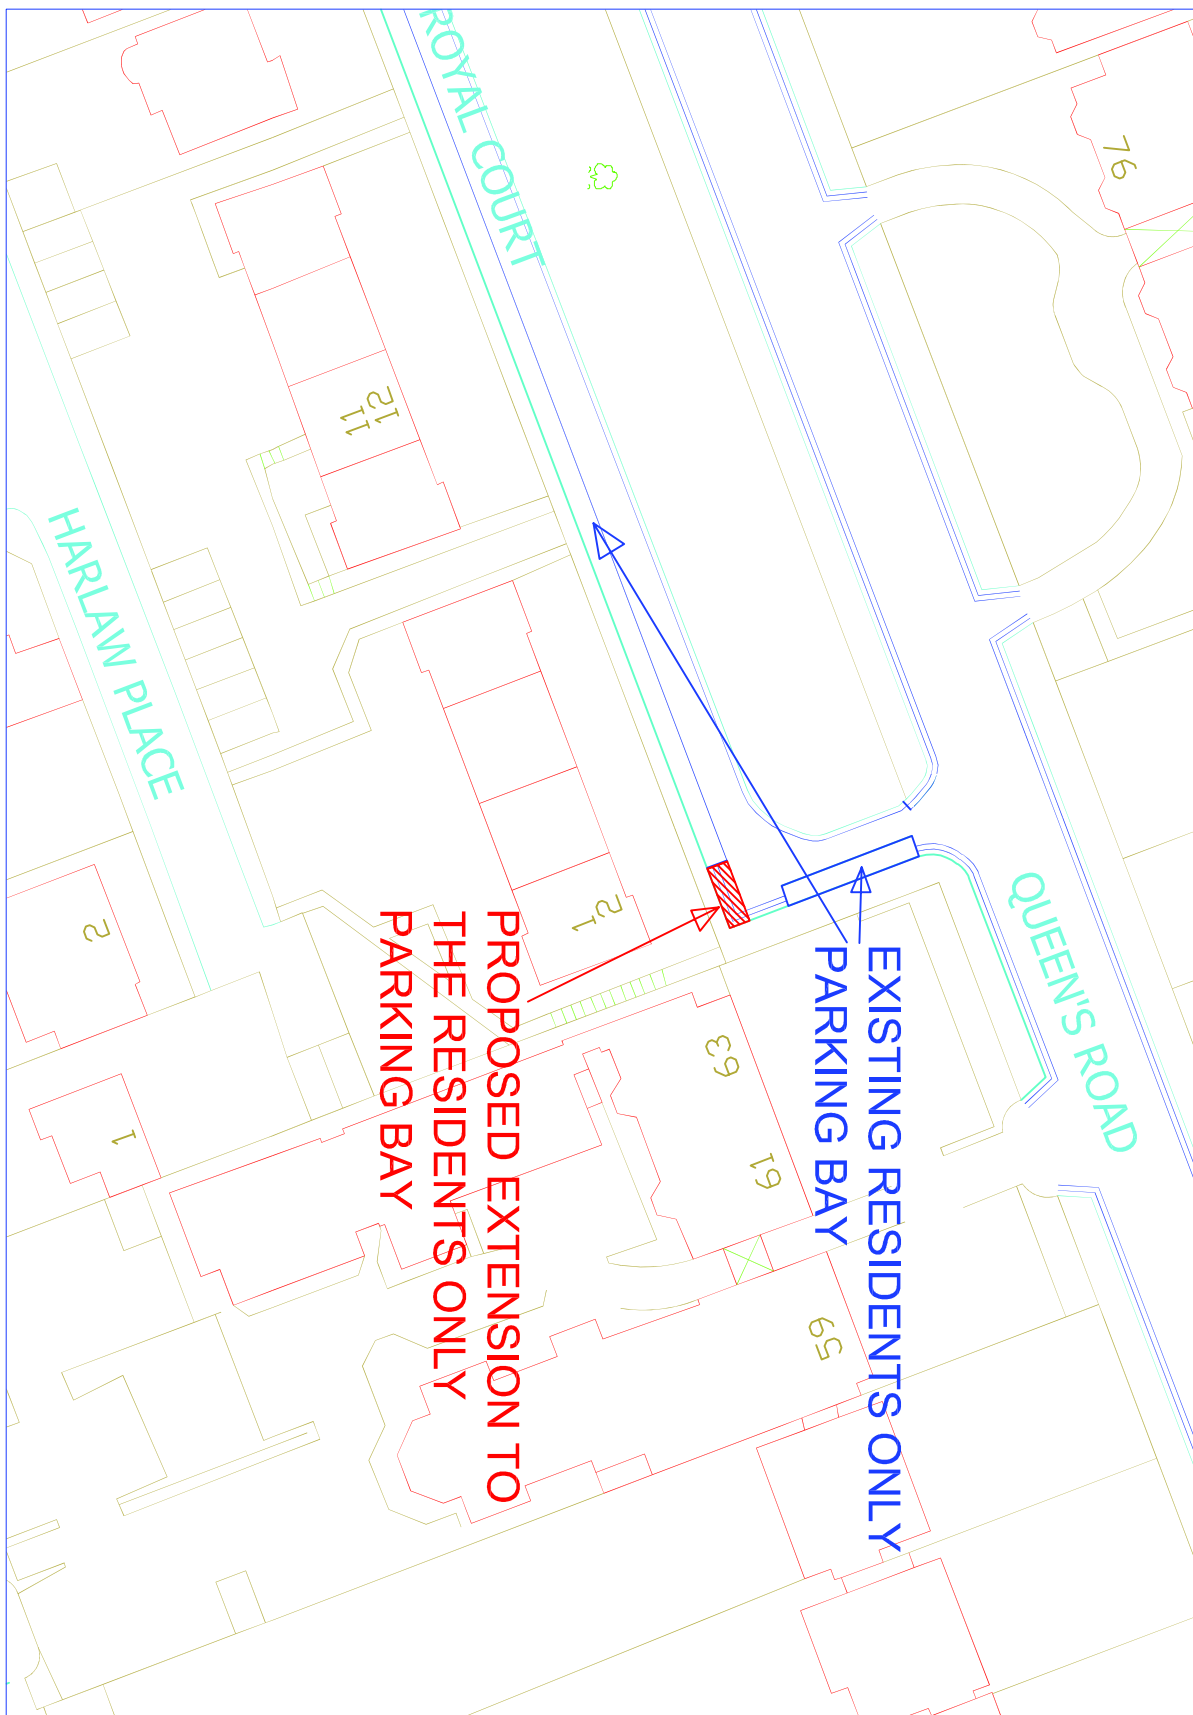 EXISTING RESIDENTS ONLY
PARKING BAY
PROPOSED EXTENSION TO
THE RESIDENTS ONLY
PARKING BAY
ROYAL COURT
QUEEN'S ROAD
HARLAW PLACE
76
12
11
2
1
63
61
59
2
1